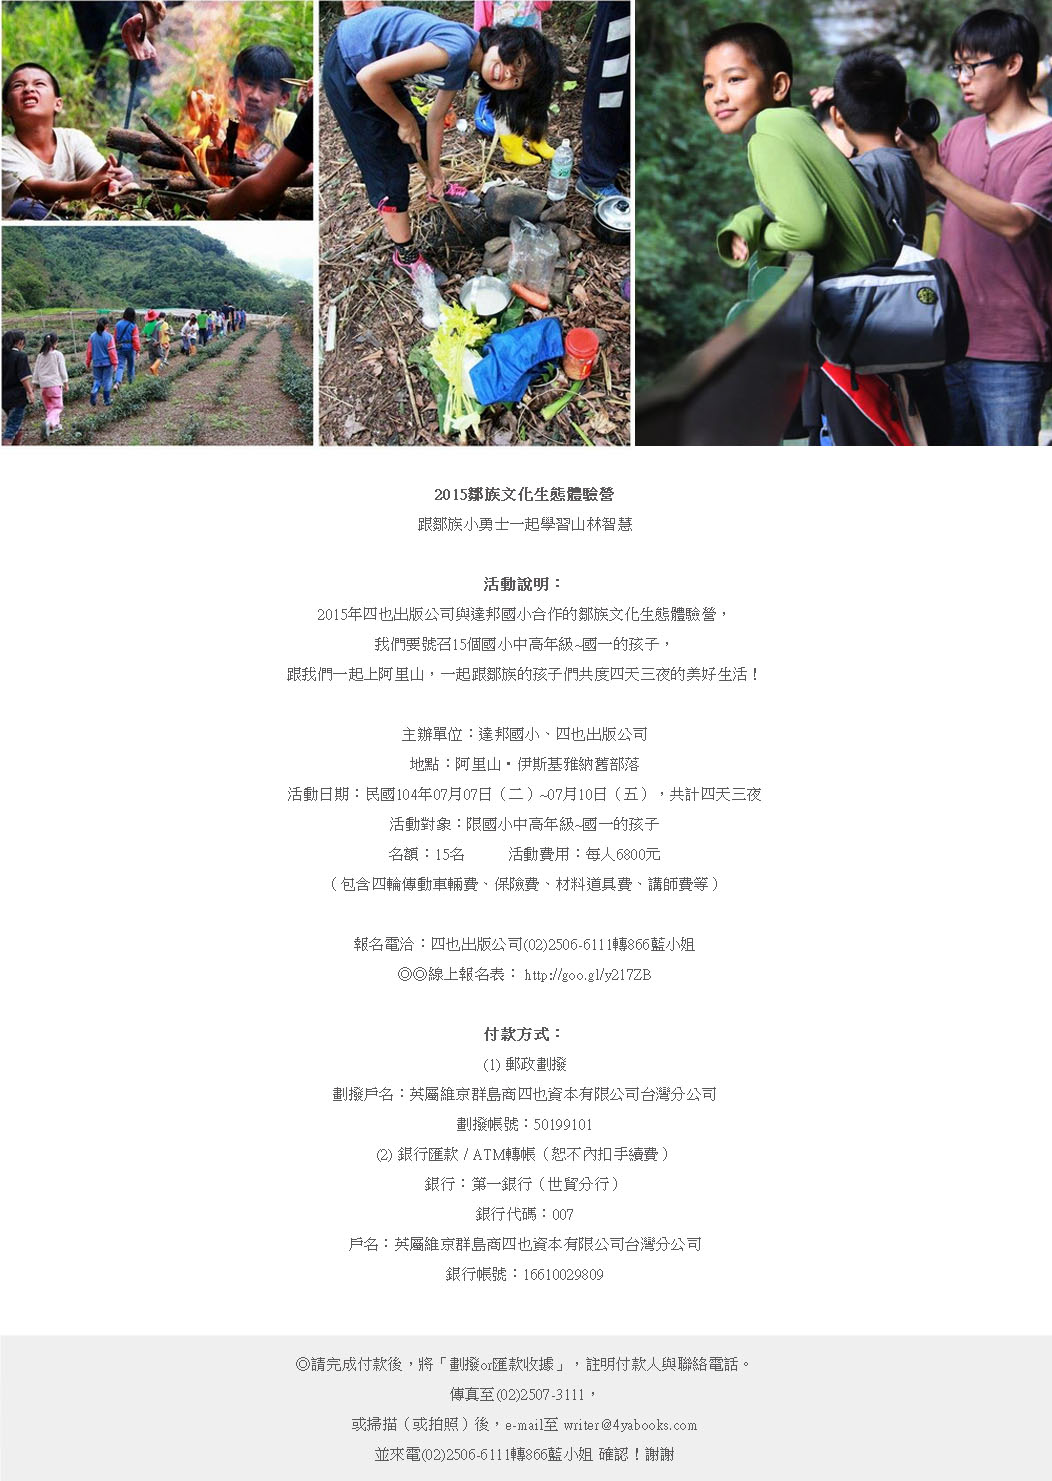 2015鄒族文化生態體驗營
跟鄒族小勇士一起學習山林智慧
活動說明：
2015年四也出版公司與達邦國小合作的鄒族文化生態體驗營，
我們要號召15個國小中高年級~國一的孩子，
跟我們一起上阿里山，一起跟鄒族的孩子們共度四天三夜的美好生活！
主辦單位：達邦國小、四也出版公司
地點：阿里山‧伊斯基雅納舊部落
活動日期：民國104年07月07日（二）~07月10日（五），共計四天三夜
活動對象：限國小中高年級~國一的孩子
名額：15名　　活動費用：每人6800元
（包含四輪傳動車輛費、保險費、材料道具費、講師費等）
報名電洽：四也出版公司(02)2506-6111轉866藍小姐
◎◎線上報名表： http://goo.gl/y217ZB
付款方式：
(1) 郵政劃撥
劃撥戶名：英屬維京群島商四也資本有限公司台灣分公司
劃撥帳號：50199101
(2) 銀行匯款 / ATM轉帳（恕不內扣手續費）
銀行：第一銀行（世貿分行）
銀行代碼：007
戶名：英屬維京群島商四也資本有限公司台灣分公司
銀行帳號：16610029809
◎請完成付款後，將「劃撥or匯款收據」，註明付款人與聯絡電話。
傳真至(02)2507-3111，
或掃描（或拍照）後，e-mail至 writer@4yabooks.com
並來電(02)2506-6111轉866藍小姐 確認！謝謝